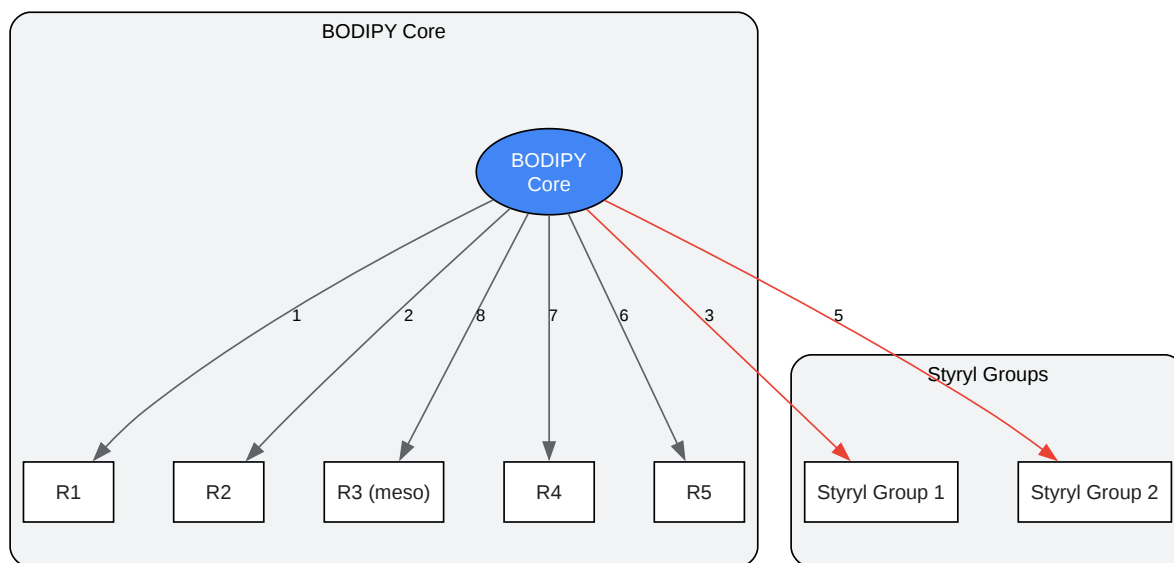 BODIPY Core
BODIPY
Core
1
2
8
7
6
3
5
Styryl Groups
R1
R2
R3 (meso)
R4
R5
Styryl Group 1
Styryl Group 2